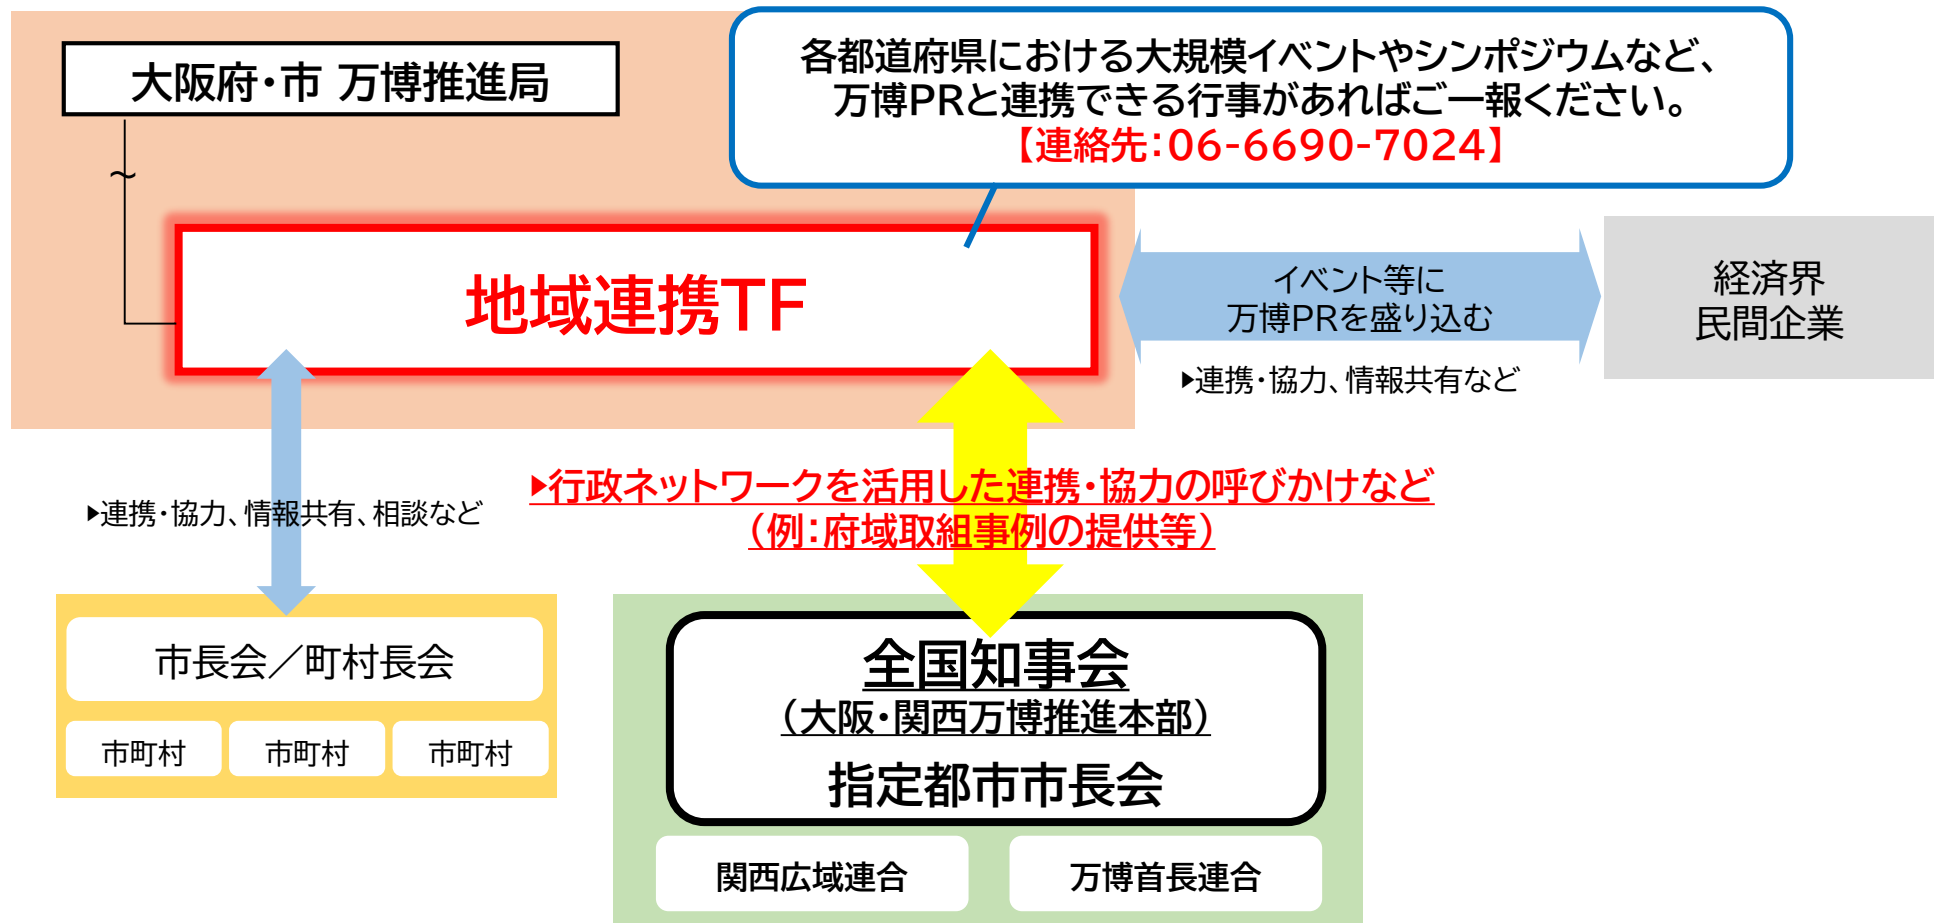 大阪府・市 万博推進局
各都道府県における大規模イベントやシンポジウムなど、
万博PRと連携できる行事があればご一報ください。
【連絡先：06-6690-7024】
~
地域連携TF
イベント等に
万博PRを盛り込む
▶連携・協力、情報共有など
経済界
民間企業
▶連携・協力、情報共有、相談など
▶行政ネットワークを活用した連携・協力の呼びかけなど
（例：府域取組事例の提供等）
市長会／町村長会
市町村
市町村
市町村
全国知事会
（大阪・関西万博推進本部）
指定都市市長会
関西広域連合
万博首長連合